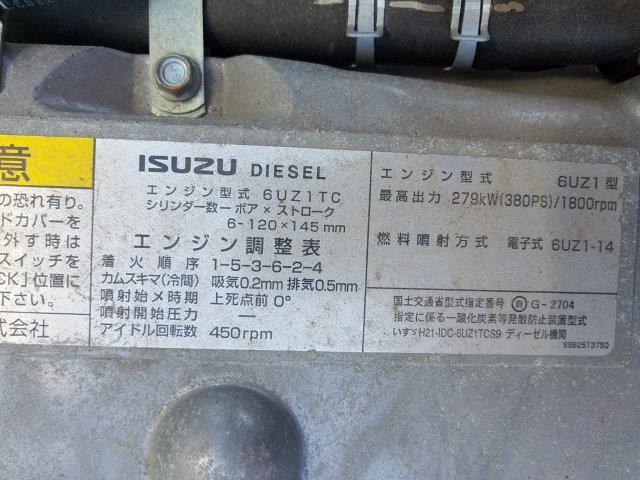 意
の恐れ有り。
ドカバーを
外す時は
スイッチを
CK」位置に
下さい。
式会社
ISUZU DIESEL
エンジン型式 6UZ1TC
シリンダー数ーボア×ストローク
6-120×145mm
エンジン調整表
着火順序 1-5-3-6-2-4
カムスキマ(冷間) 吸気0.2mm 排気0.5mm
噴射始メ時期 上死点前 0°
噴射開始圧力 ―
アイドル回転数 450rpm
エンジン型式 6UZ1型
最高出力 279kW(380PS)/1800rpm
燃料噴射方式 電子式 6UZ1-14
国土交通省型式指定番号 自 G-2704
指定に係る一酸化炭素等発散防止装置型式
いすゞH21-IDC-6UZ1TCS9 ディーゼル機関
8982513750